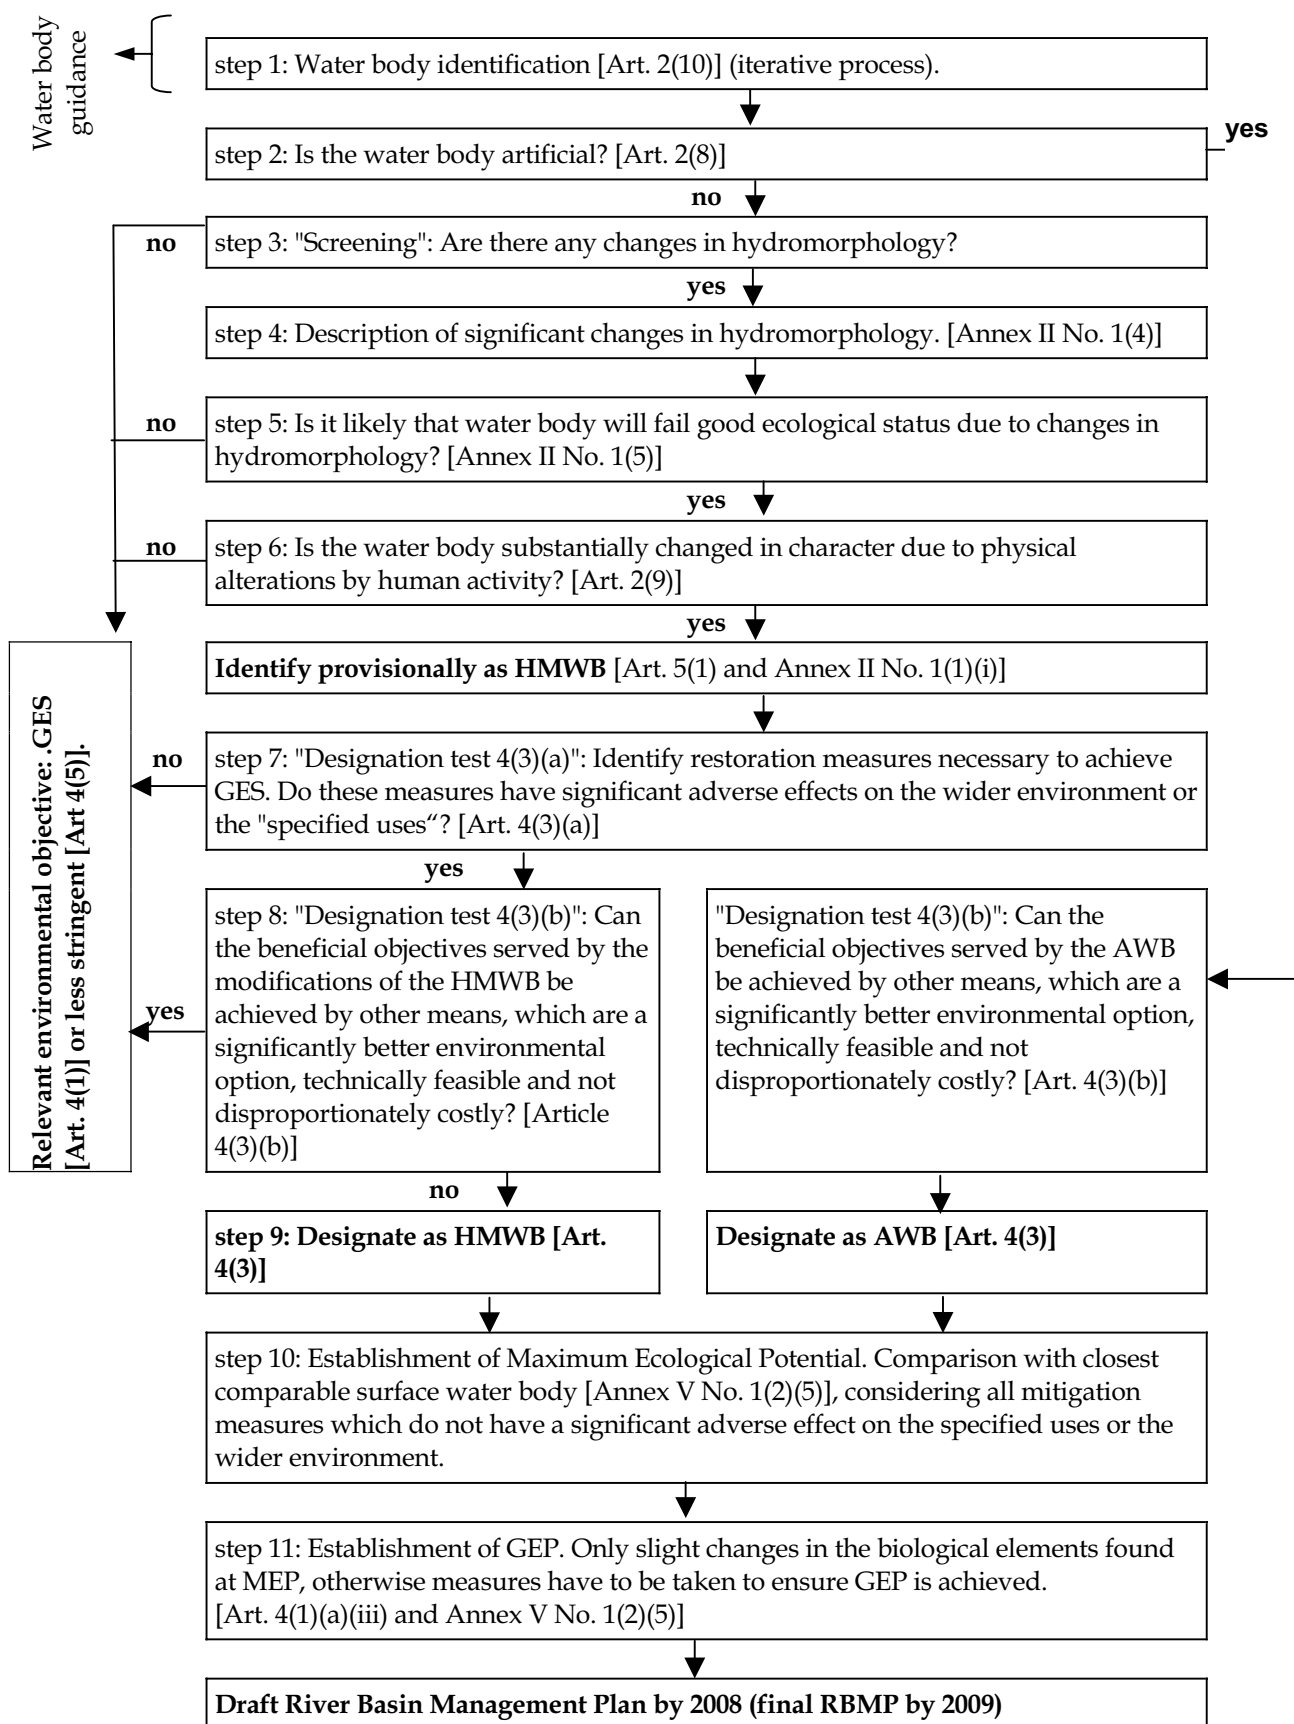 Water body
guidance
step 1: Water body identification [Art. 2(10)] (iterative process).
step 2: Is the water body artificial? [Art. 2(8)]
yes
no
step 3: "Screening": Are there any changes in hydromorphology?
no
yes
step 4: Description of significant changes in hydromorphology. [Annex II No. 1(4)]
step 5: Is it likely that water body will fail good ecological status due to changes in
hydromorphology? [Annex II No. 1(5)]
no
yes
step 6: Is the water body substantially changed in character due to physical
alterations by human activity? [Art. 2(9)]
no
yes
Identify provisionally as HMWB [Art. 5(1) and Annex II No. 1(1)(i)]
Relevant environmental objective: .GES
[Art. 4(1)] or less stringent [Art 4(5)].
step 7: "Designation test 4(3)(a)": Identify restoration measures necessary to achieve
GES. Do these measures have significant adverse effects on the wider environment or
the "specified uses“? [Art. 4(3)(a)]
no
yes
step 8: "Designation test 4(3)(b)": Can
the beneficial objectives served by the
modifications of the HMWB be
achieved by other means, which are a
significantly better environmental
option, technically feasible and not
disproportionately costly? [Article
4(3)(b)]
yes
no
"Designation test 4(3)(b)": Can the
beneficial objectives served by the AWB
be achieved by other means, which are a
significantly better environmental option,
technically feasible and not
disproportionately costly? [Art. 4(3)(b)]
step 9: Designate as HMWB [Art.
4(3)]
Designate as AWB [Art. 4(3)]
step 10: Establishment of Maximum Ecological Potential. Comparison with closest
comparable surface water body [Annex V No. 1(2)(5)], considering all mitigation
measures which do not have a significant adverse effect on the specified uses or the
wider environment.
step 11: Establishment of GEP. Only slight changes in the biological elements found
at MEP, otherwise measures have to be taken to ensure GEP is achieved.
[Art. 4(1)(a)(iii) and Annex V No. 1(2)(5)]
Draft River Basin Management Plan by 2008 (final RBMP by 2009)